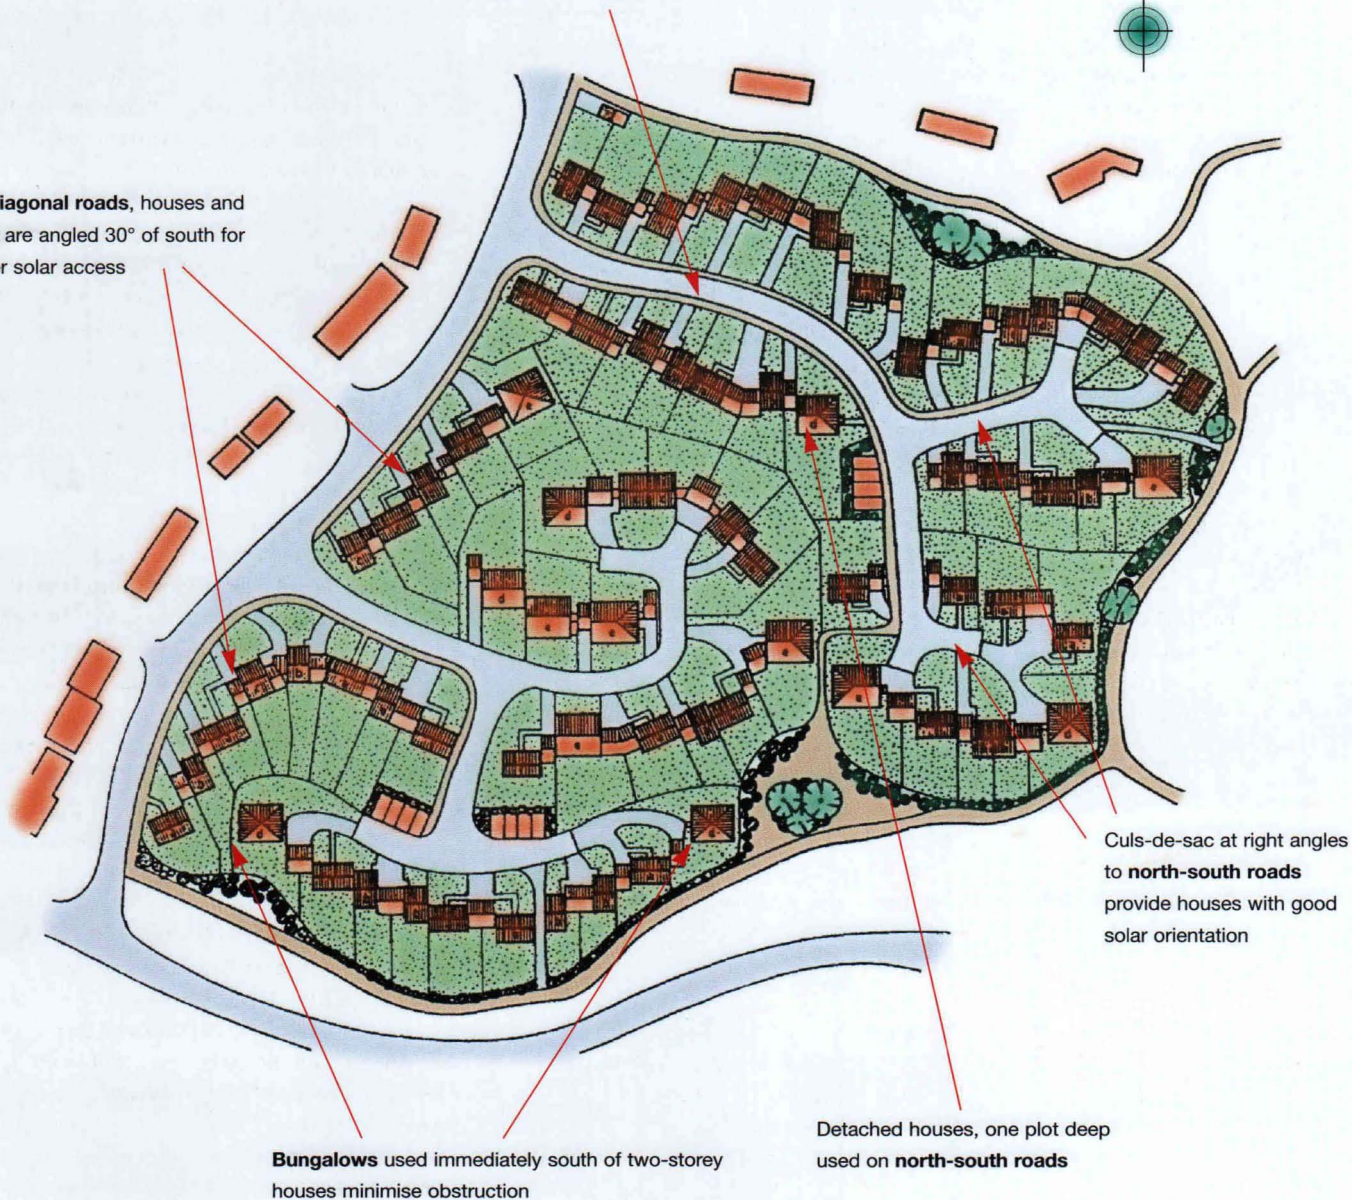 iagonal roads, houses and
are angled 30° of south for
r solar access
Culs-de-sac at right angles
to north-south roads
provide houses with good
solar orientation
Detached houses, one plot deep
used on north-south roads
Bungalows used immediately south of two-storey
houses minimise obstruction